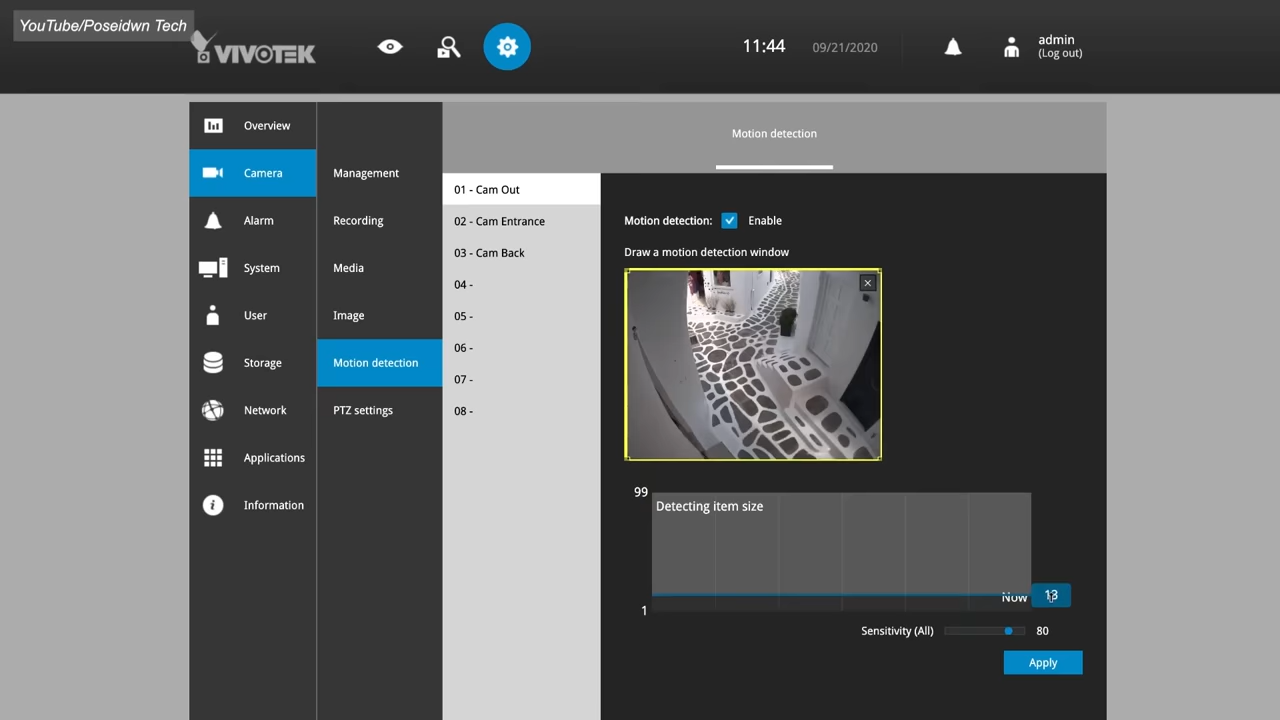 YouTube/Poseidwn Tech
VIVOTEK
11:44
09/21/2020
admin
(Log out)
Overview
Camera
Alarm
System
User
Storage
Network
Applications
Information
Management
Recording
Media
Image
Motion detection
PTZ settings
01 - Cam Out
02 - Cam Entrance
03 - Cam Back
04 -
05 -
06 -
07 -
08 -
Motion detection
Motion detection: Enable
Draw a motion detection window
99
Detecting item size
Now 13
1
Sensitivity (All) 80
Apply